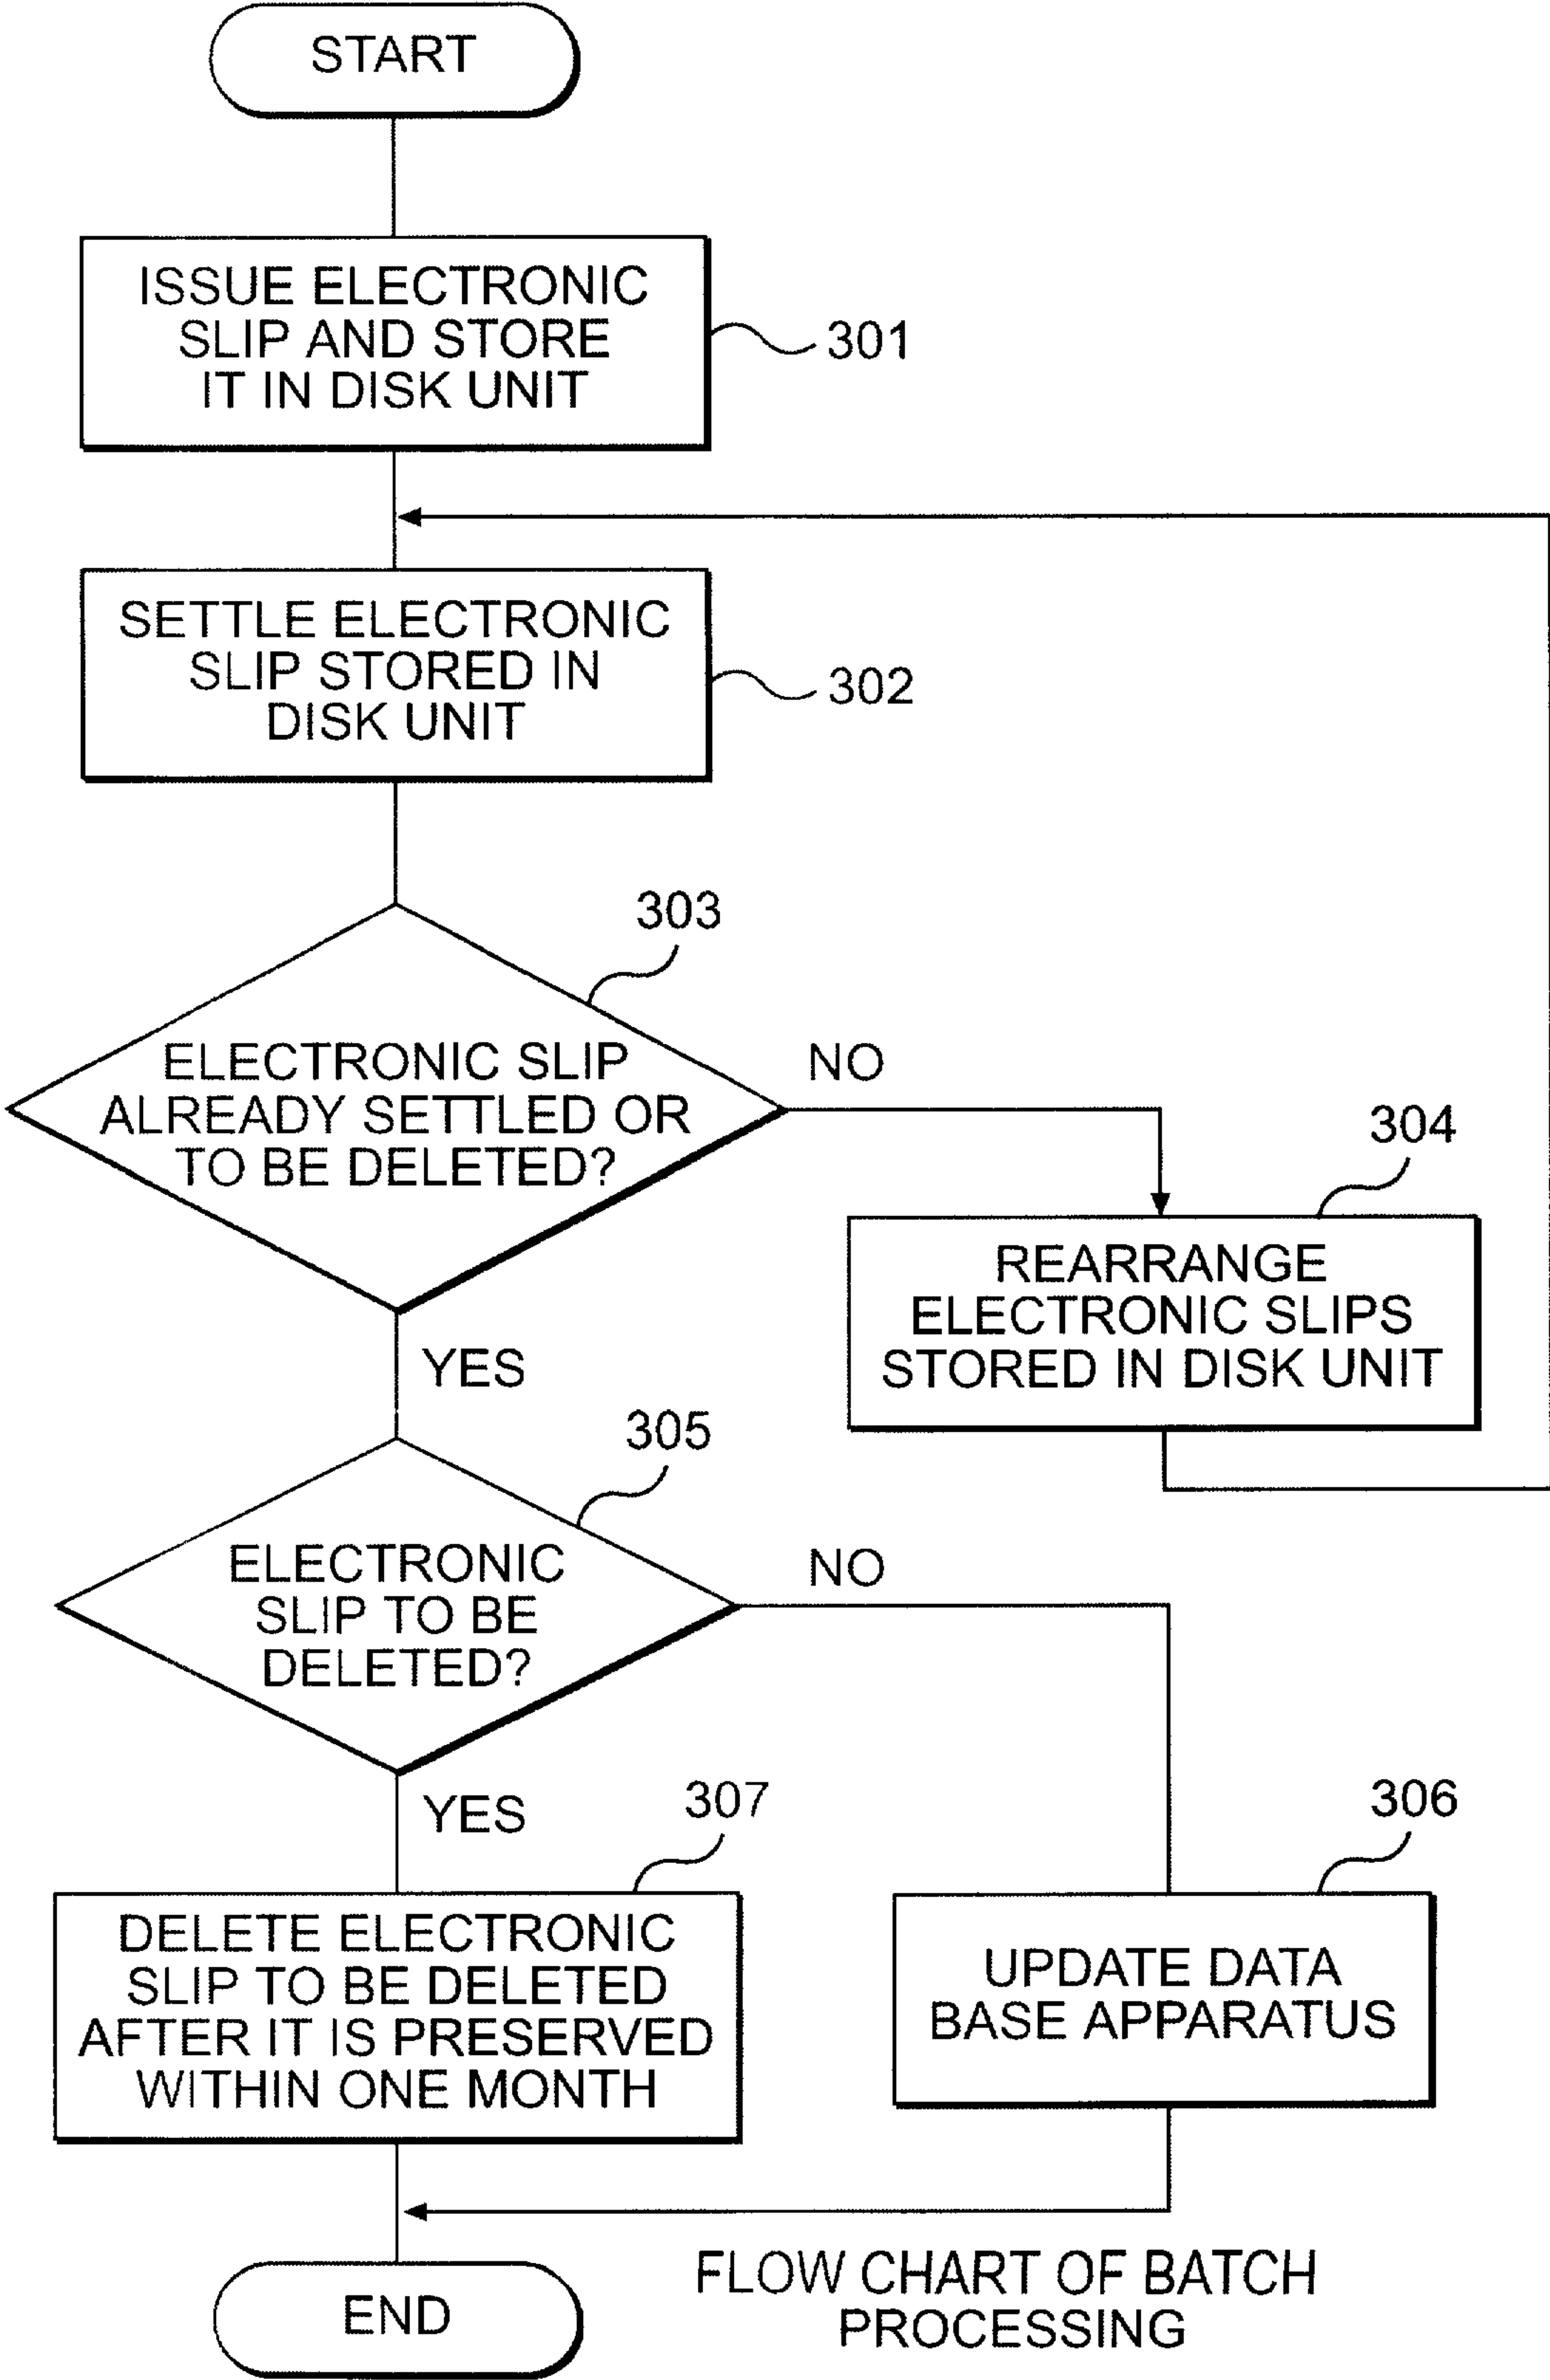 START
ISSUE ELECTRONIC
SLIP AND STORE
IT IN DISK UNIT
301
SETTLE ELECTRONIC
SLIP STORED IN
DISK UNIT
302
303
ELECTRONIC SLIP
ALREADY SETTLED OR
TO BE DELETED?
NO
304
REARRANGE
ELECTRONIC SLIPS
STORED IN DISK UNIT
YES
305
ELECTRONIC
SLIP TO BE
DELETED?
NO
YES
307
DELETE ELECTRONIC
SLIP TO BE DELETED
AFTER IT IS PRESERVED
WITHIN ONE MONTH
306
UPDATE DATA
BASE APPARATUS
END
FLOW CHART OF BATCH
PROCESSING